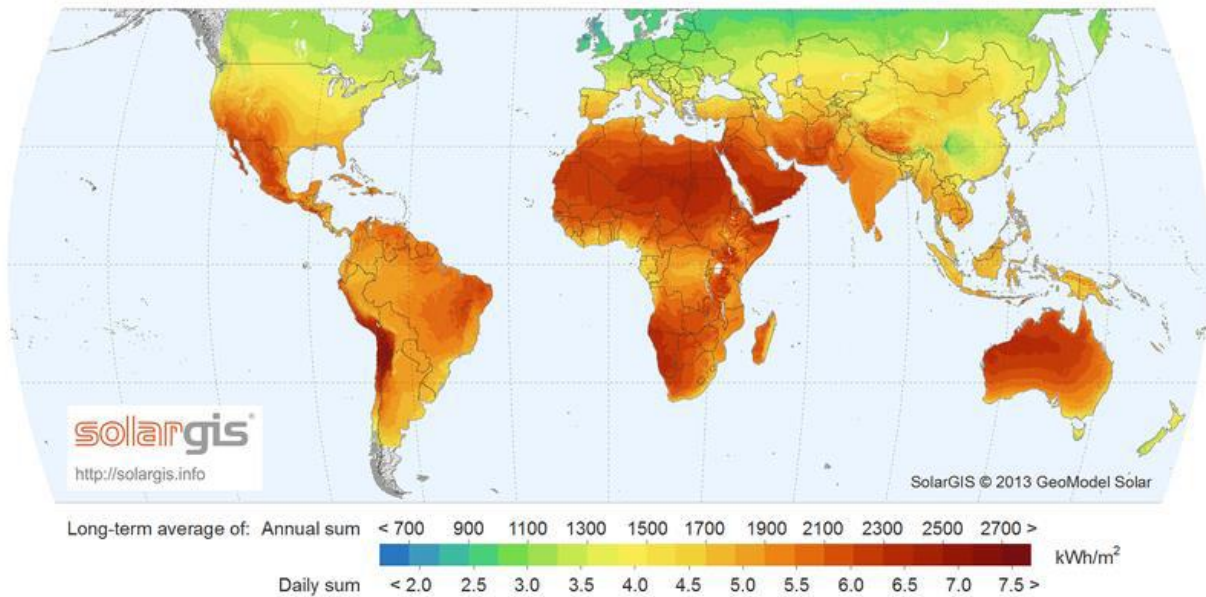 solargis®
http://solargis.info
SolarGIS © 2013 GeoModel Solar
Long-term average of: Annual sum < 700 900 1100 1300 1500 1700 1900 2100 2300 2500 2700 >
kWh/m²
Daily sum < 2.0 2.5 3.0 3.5 4.0 4.5 5.0 5.5 6.0 6.5 7.0 7.5 >